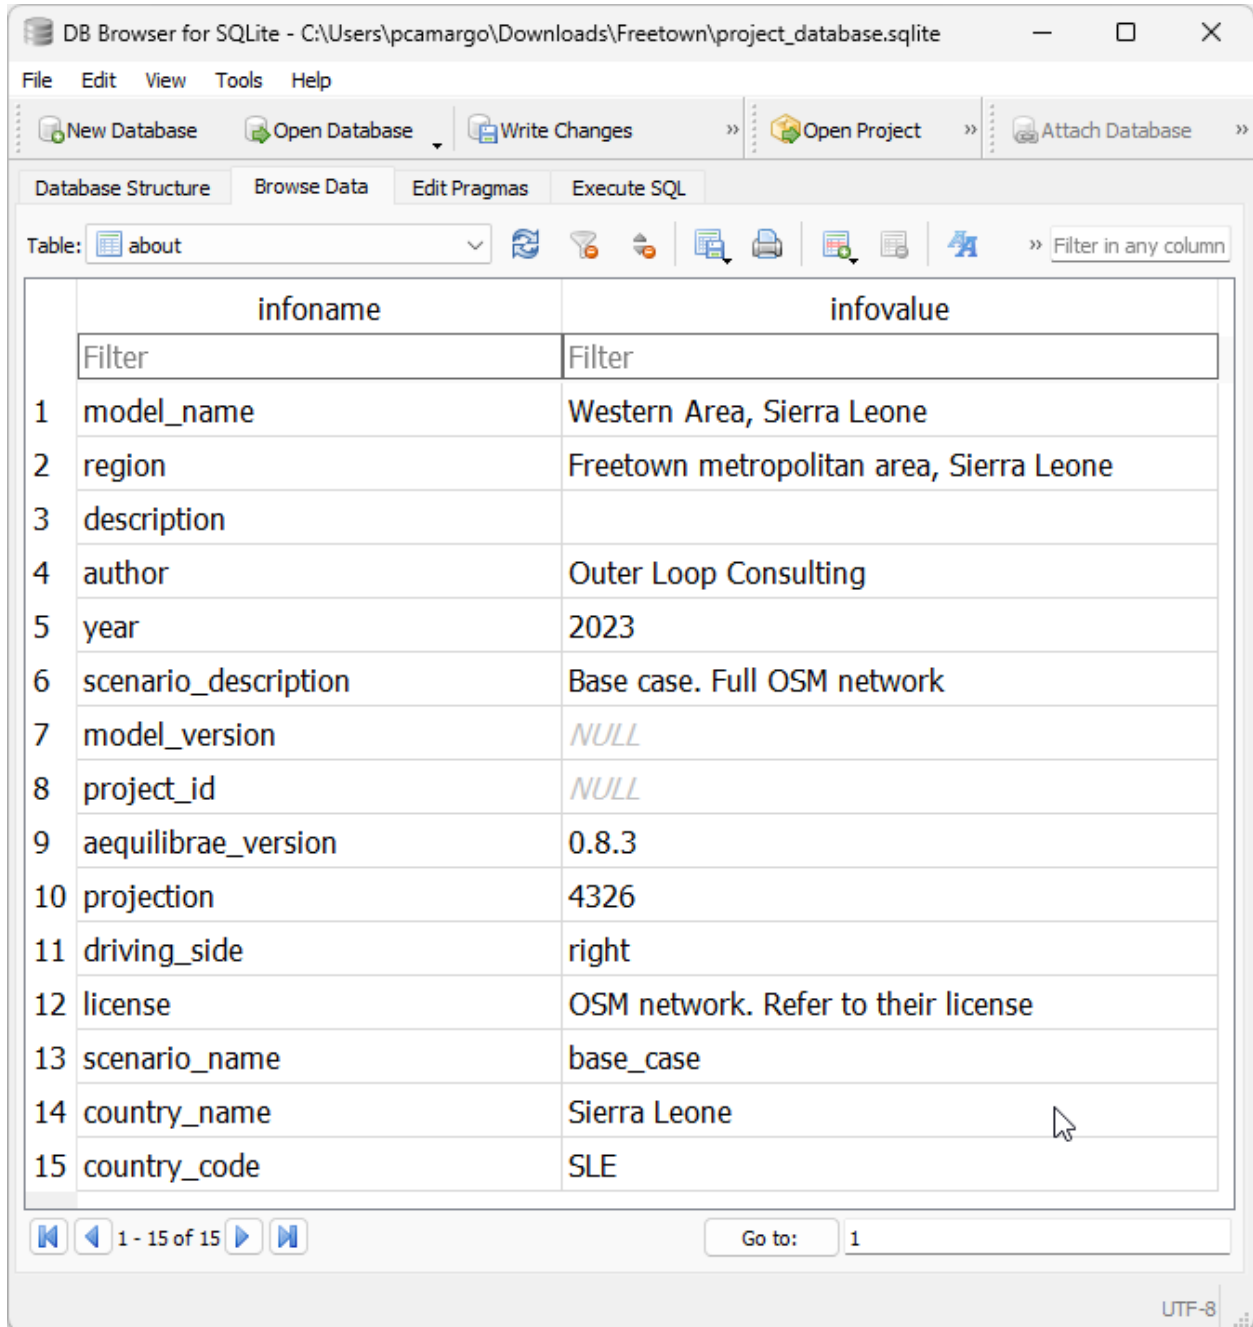 DB Browser for SQLite - C:\Users\pcamargo\Downloads\Freetown\project_database.sqlite
File Edit View Tools Help
New Database Open Database Write Changes » Open Project » Attach Database »
Database Structure Browse Data Edit Pragmas Execute SQL
Table: about » Filter in any column
infoname infovalue
Filter Filter
1 model_name Western Area, Sierra Leone
2 region Freetown metropolitan area, Sierra Leone
3 description
4 author Outer Loop Consulting
5 year 2023
6 scenario_description Base case. Full OSM network
7 model_version NULL
8 project_id NULL
9 aequilibrae_version 0.8.3
10 projection 4326
11 driving_side right
12 license OSM network. Refer to their license
13 scenario_name base_case
14 country_name Sierra Leone
15 country_code SLE
1 - 15 of 15 Go to: 1
UTF-8